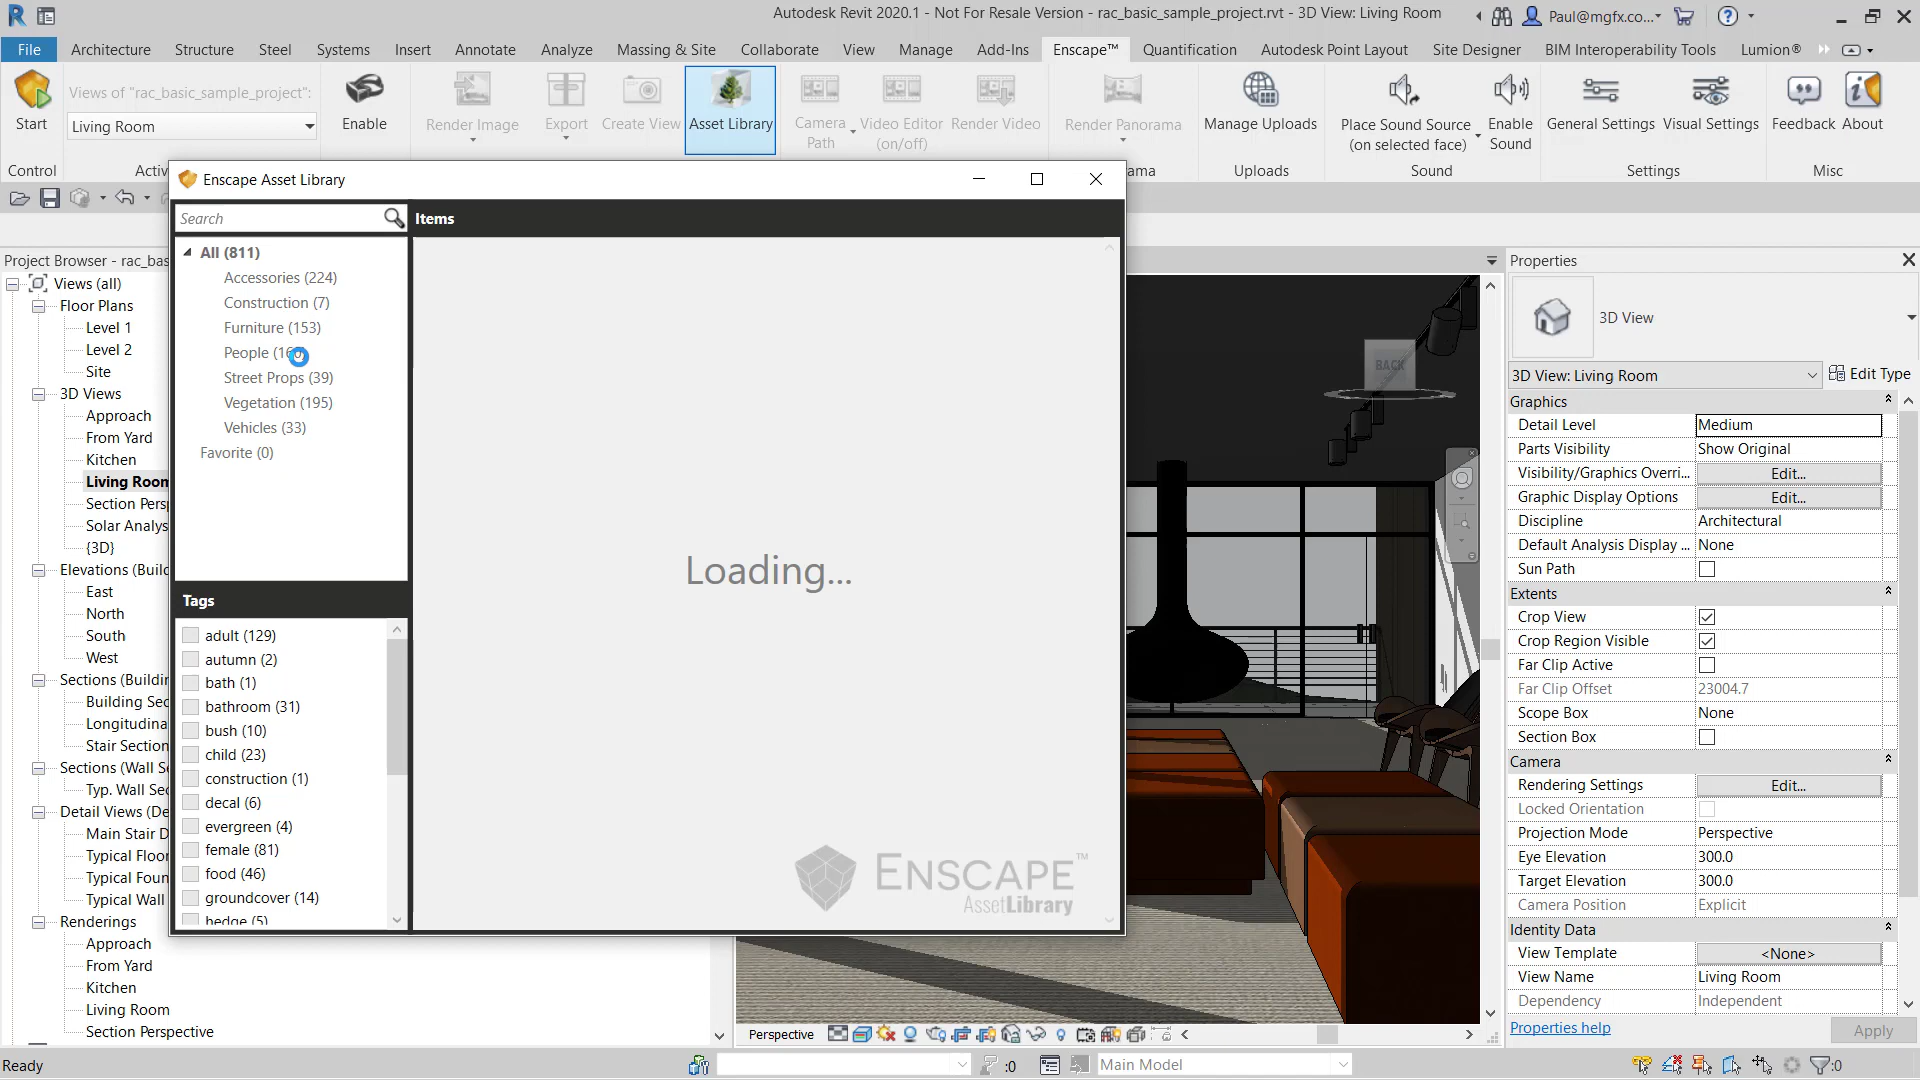 Autodesk Revit 2020.1 - Not For Resale Version - rac_basic_sample_project.rvt - 3D View: Living Room
Paul@mgfx.co...
File Architecture Structure Steel Systems Insert Annotate Analyze Massing & Site Collaborate View Manage Add-Ins Enscape™ Quantification Autodesk Point Layout Site Designer BIM Interoperability Tools Lumion®
Views of "rac_basic_sample_project":
Living Room
Start
Enable
Render Image
Export
Create View
Asset Library
Camera Path
Video Editor (on/off)
Render Video
Render Panorama
Manage Uploads
Place Sound Source (on selected face)
Enable Sound
General Settings
Visual Settings
Feedback
About
Control
Activ
ama
Uploads
Sound
Settings
Misc
Enscape Asset Library
Search
Items
All (811)
Accessories (224)
Construction (7)
Furniture (153)
People
Street Props (39)
Vegetation (195)
Vehicles (33)
Favorite (0)
Loading...
Tags
adult (129)
autumn (2)
bath (1)
bathroom (31)
bush (10)
child (23)
construction (1)
decal (6)
evergreen (4)
female (81)
food (46)
groundcover (14)
hedge (5)
ENSCAPE™
AssetLibrary
Project Browser - rac_bas
Views (all)
Floor Plans
Level 1
Level 2
Site
3D Views
Approach
From Yard
Kitchen
Living Room
Section Persp
Solar Analys
{3D}
Elevations (Buildi
East
North
South
West
Sections (Buildin
Building Sec
Longitudina
Stair Section
Sections (Wall Se
Typ. Wall Sec
Detail Views (De
Main Stair D
Typical Floor
Typical Foun
Typical Wall
Renderings
Approach
From Yard
Kitchen
Living Room
Section Perspective
BACK
Properties
3D View
3D View: Living Room
Edit Type
Graphics
Detail Level Medium
Parts Visibility Show Original
Visibility/Graphics Overri... Edit...
Graphic Display Options Edit...
Discipline Architectural
Default Analysis Display ... None
Sun Path
Extents
Crop View
Crop Region Visible
Far Clip Active
Far Clip Offset 23004.7
Scope Box None
Section Box
Camera
Rendering Settings Edit...
Locked Orientation
Projection Mode Perspective
Eye Elevation 300.0
Target Elevation 300.0
Camera Position Explicit
Identity Data
View Template <None>
View Name Living Room
Dependency Independent
Properties help
Apply
Perspective
Ready
:0
Main Model
:0